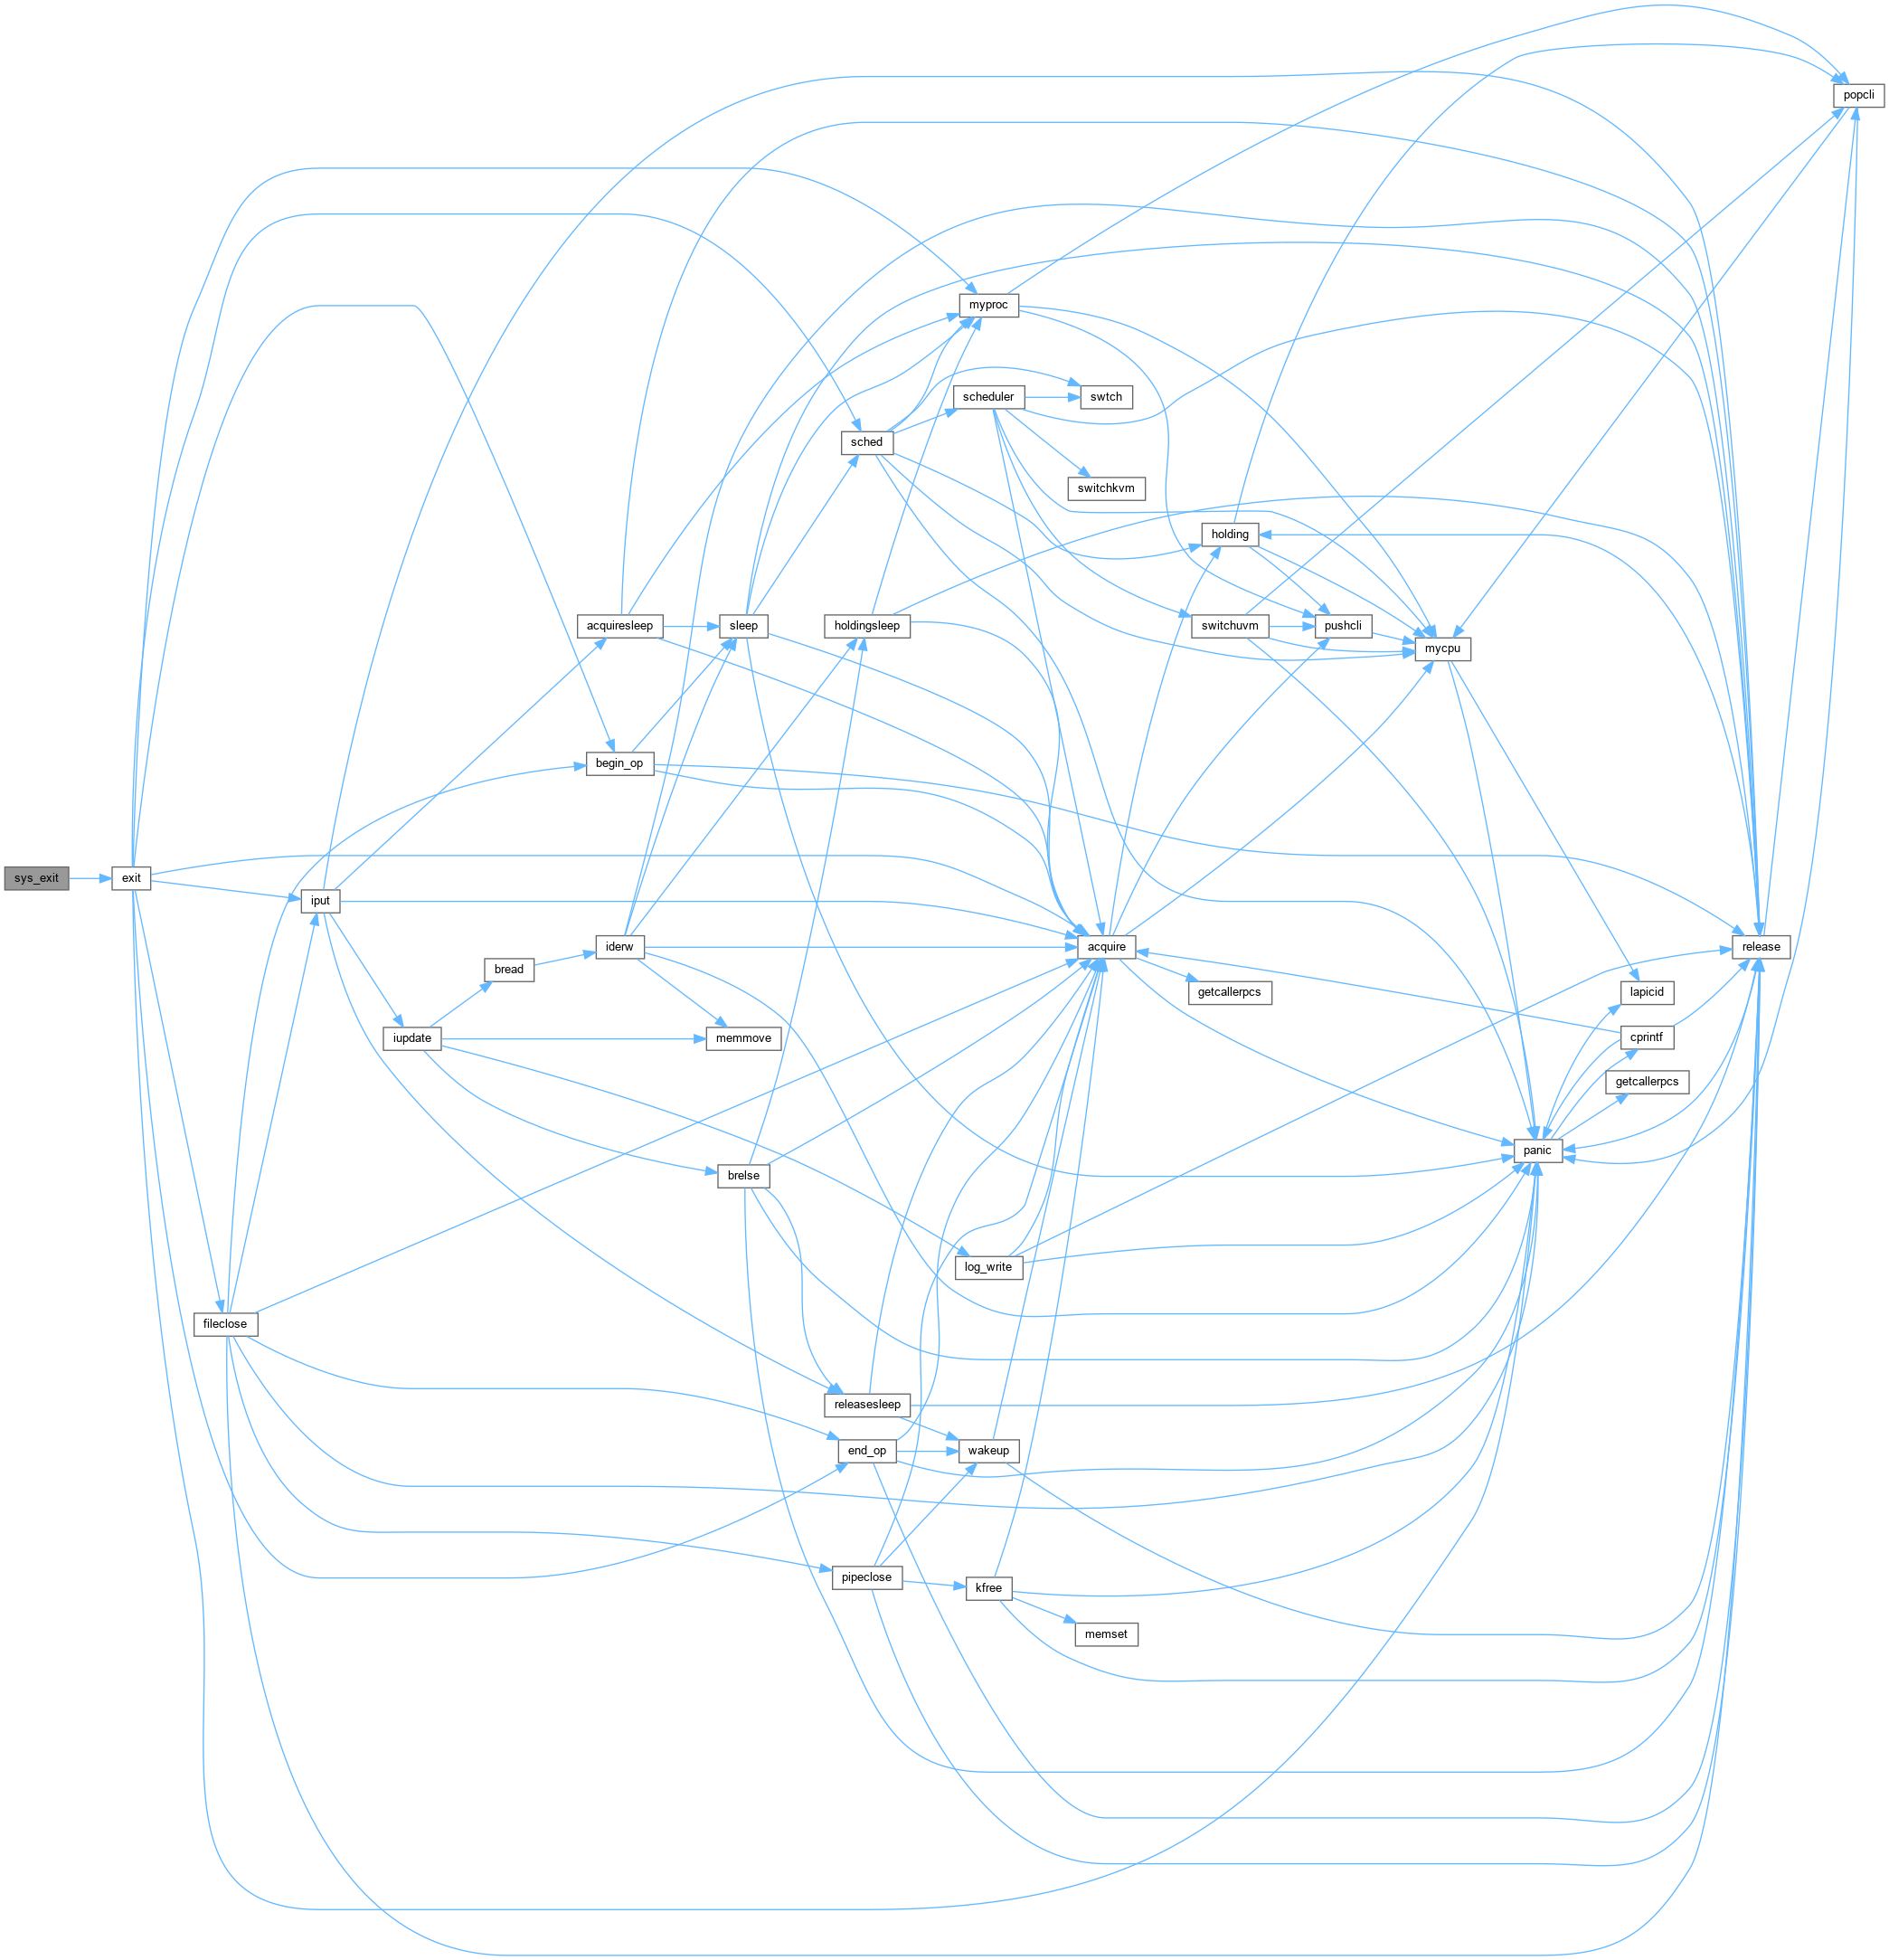 popcli
myproc
scheduler
swtch
sched
switchkvm
holding
acquiresleep
sleep
holdingsleep
switchuvm
pushcli
mycpu
begin_op
sys_exit
exit
iput
iderw
acquire
release
bread
getcallerpcs
lapicid
iupdate
memmove
cprintf
getcallerpcs
panic
brelse
log_write
fileclose
releasesleep
end_op
wakeup
pipeclose
kfree
memset